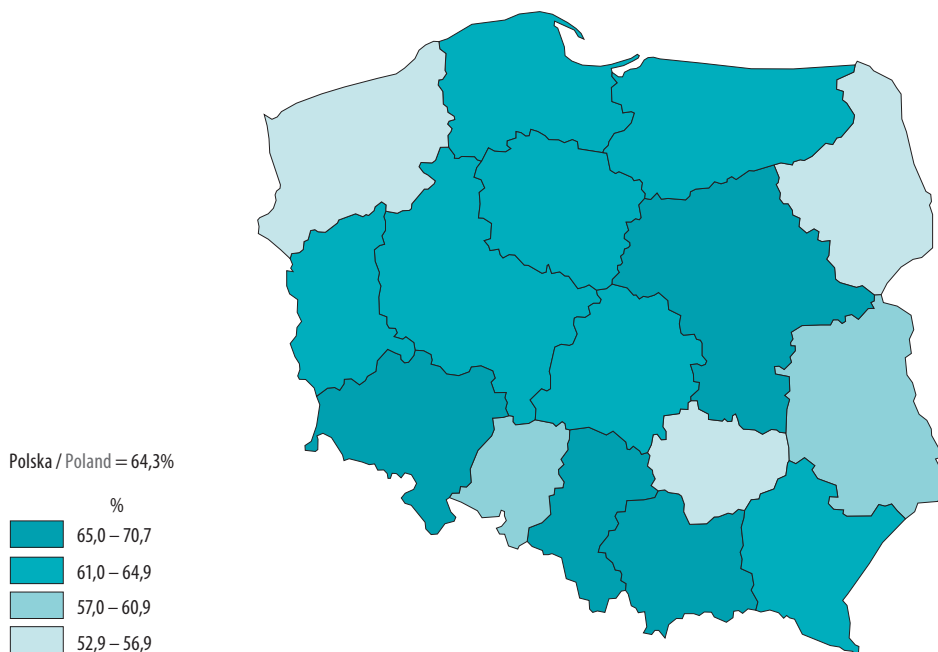 Polska / Poland = 64,3%
%
65,0 – 70,7
61,0 – 64,9
57,0 – 60,9
52,9 – 56,9